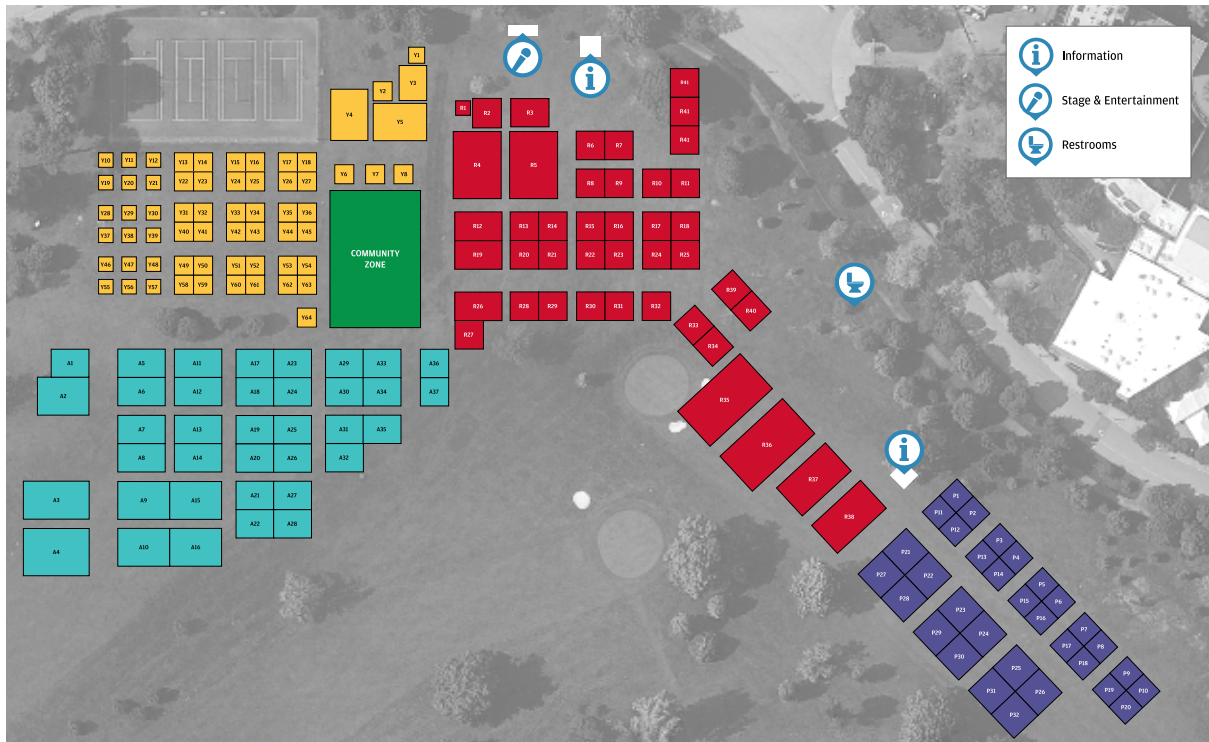 Information
Stage & Entertainment
Restrooms
Y1
Y2
Y3
Y4
Y5
Y6
Y7
Y8
Y10
Y11
Y12
Y13
Y14
Y15
Y16
Y17
Y18
Y19
Y20
Y21
Y22
Y23
Y24
Y25
Y26
Y27
Y28
Y29
Y30
Y31
Y32
Y33
Y34
Y35
Y36
Y37
Y38
Y39
Y40
Y41
Y42
Y43
Y44
Y45
Y46
Y47
Y48
Y49
Y50
Y51
Y52
Y53
Y54
Y55
Y56
Y57
Y58
Y59
Y60
Y61
Y62
Y63
Y64
COMMUNITY
ZONE
R1
R2
R3
R4
R5
R41
R41
R41
R6
R7
R8
R9
R10
R11
R12
R13
R14
R15
R16
R17
R18
R19
R20
R21
R22
R23
R24
R25
R26
R27
R28
R29
R30
R31
R32
R33
R34
R39
R40
R35
R36
R37
R38
A1
A2
A3
A4
A5
A6
A7
A8
A9
A10
A11
A12
A13
A14
A15
A16
A17
A18
A19
A20
A21
A22
A23
A24
A25
A26
A27
A28
A29
A30
A31
A32
A33
A34
A35
A36
A37
P1
P2
P11
P12
P3
P4
P13
P14
P5
P6
P15
P16
P7
P8
P17
P18
P9
P10
P19
P20
P21
P22
P27
P28
P23
P24
P29
P30
P25
P26
P31
P32